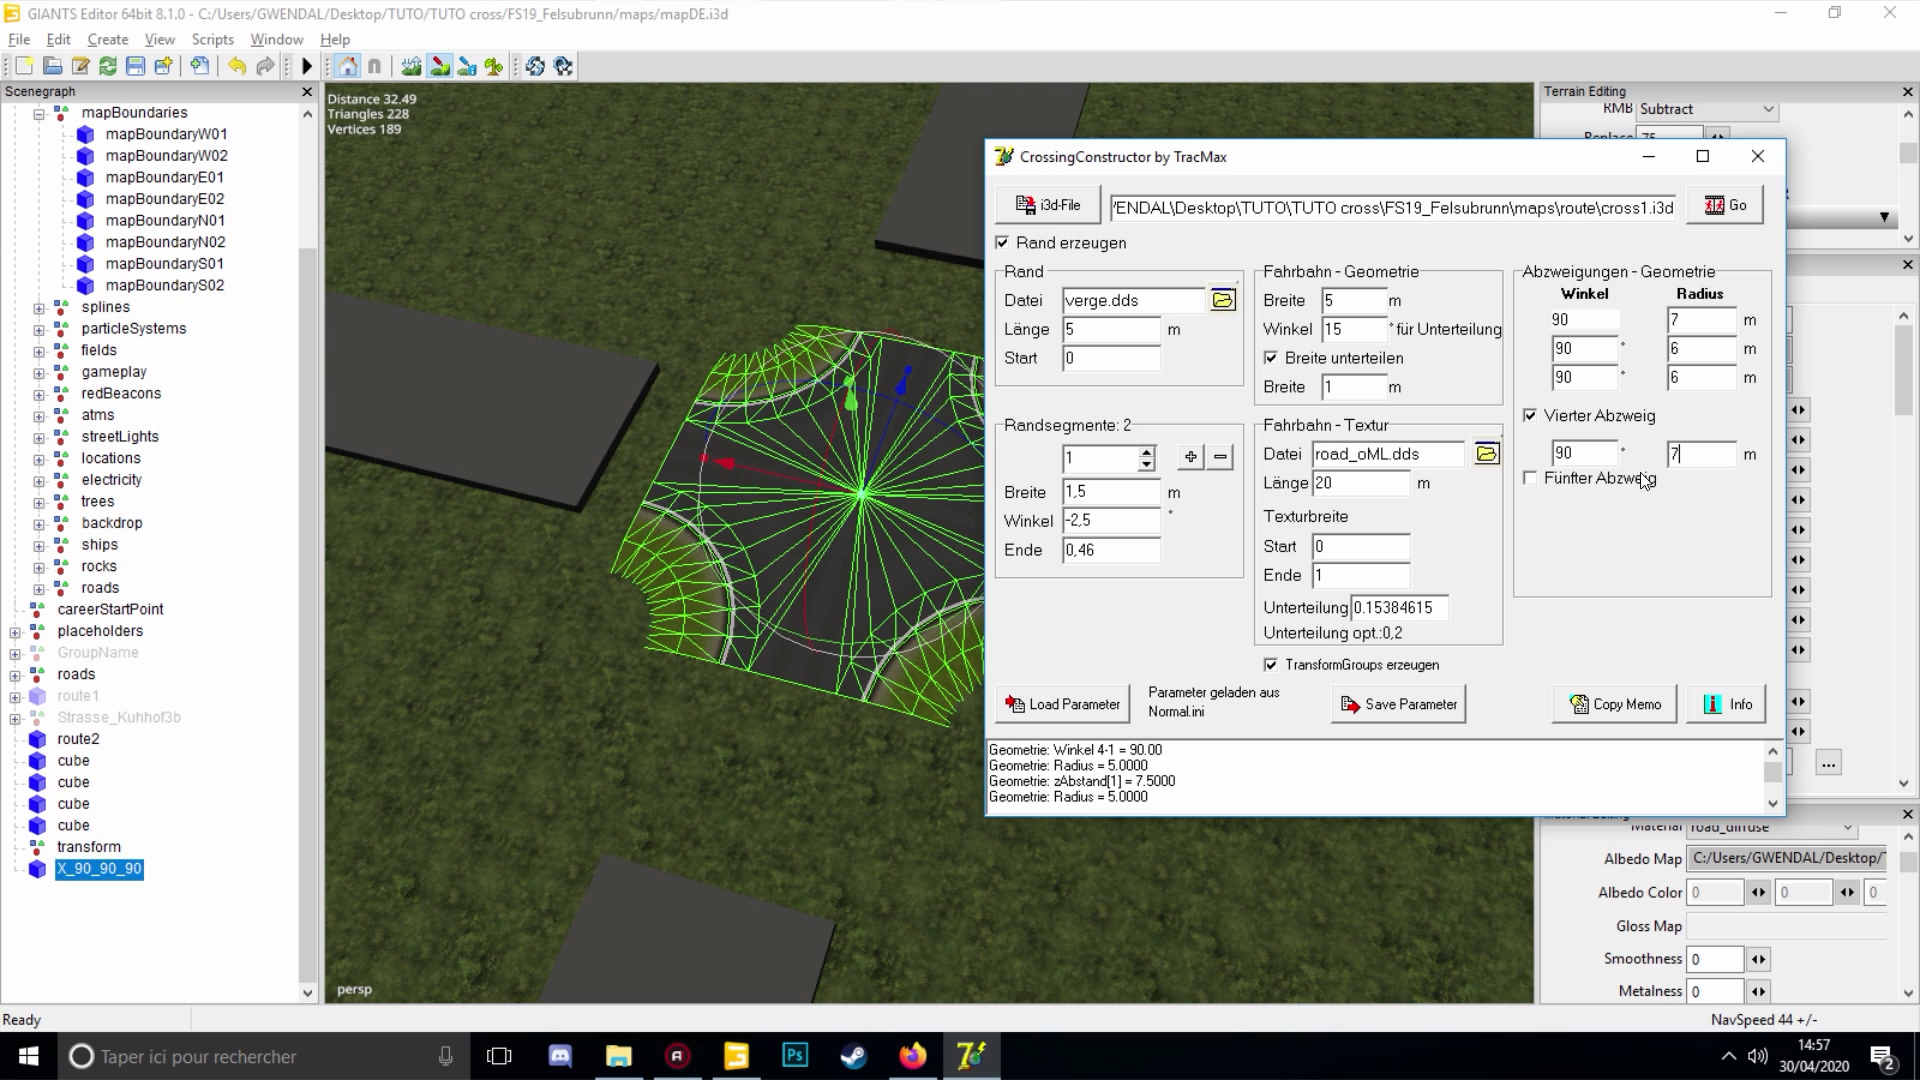 GIANTS Editor 64bit 8.1.0 - C:/Users/GWENDAL/Desktop/TUTO/TUTO cross/FS19_Felsubrunn/maps/mapDE.i3d
File Edit Create View Scripts Window Help
Scenegraph
mapBoundaries
mapBoundaryW01
mapBoundaryW02
mapBoundaryE01
mapBoundaryE02
mapBoundaryN01
mapBoundaryN02
mapBoundaryS01
mapBoundaryS02
splines
particleSystems
fields
gameplay
redBeacons
atms
streetLights
locations
electricity
trees
backdrop
ships
rocks
roads
careerStartPoint
placeholders
GroupName
roads
route1
Strasse_Kuhhof3b
route2
cube
cube
cube
cube
transform
X_90_90_90
Distance 32.49
Triangles 228
Vertices 189
persp
Terrain Editing
RMB Subtract
Replace 75
CrossingConstructor by TracMax
i3d-File
ENDAL\Desktop\TUTO\TUTO cross\FS19_Felsubrunn\maps\route\cross1.i3d
Go
Rand erzeugen
Rand
Datei verge.dds
Länge 5 m
Start 0
Randsegmente: 2
1
Breite 1,5 m
Winkel -2,5 °
Ende 0,46
Fahrbahn - Geometrie
Breite 5 m
Winkel 15 ° für Unterteilung
Breite unterteilen
Breite 1 m
Fahrbahn - Textur
Datei road_oML.dds
Länge 20 m
Texturbreite
Start 0
Ende 1
Unterteilung 0.15384615
Unterteilung opt.:0,2
TransformGroups erzeugen
Abzweigungen - Geometrie
Winkel Radius
90 7 m
90 ° 6 m
90 ° 6 m
Vierter Abzweig
90 ° 7 m
Fünfter Abzweig
Load Parameter
Parameter geladen aus
Normal.ini
Save Parameter
Copy Memo
Info
Geometrie: Winkel 4-1 = 90.00
Geometrie: Radius = 5.0000
Geometrie: zAbstand[1] = 7.5000
Geometrie: Radius = 5.0000
...
Material road_diffuse
Albedo Map C:/Users/GWENDAL/Desktop/
Albedo Color 0 0 0
Gloss Map
Smoothness 0
Metalness 0
Ready
NavSpeed 44 +/-
Taper ici pour rechercher
Ps
14:57
30/04/2020
2